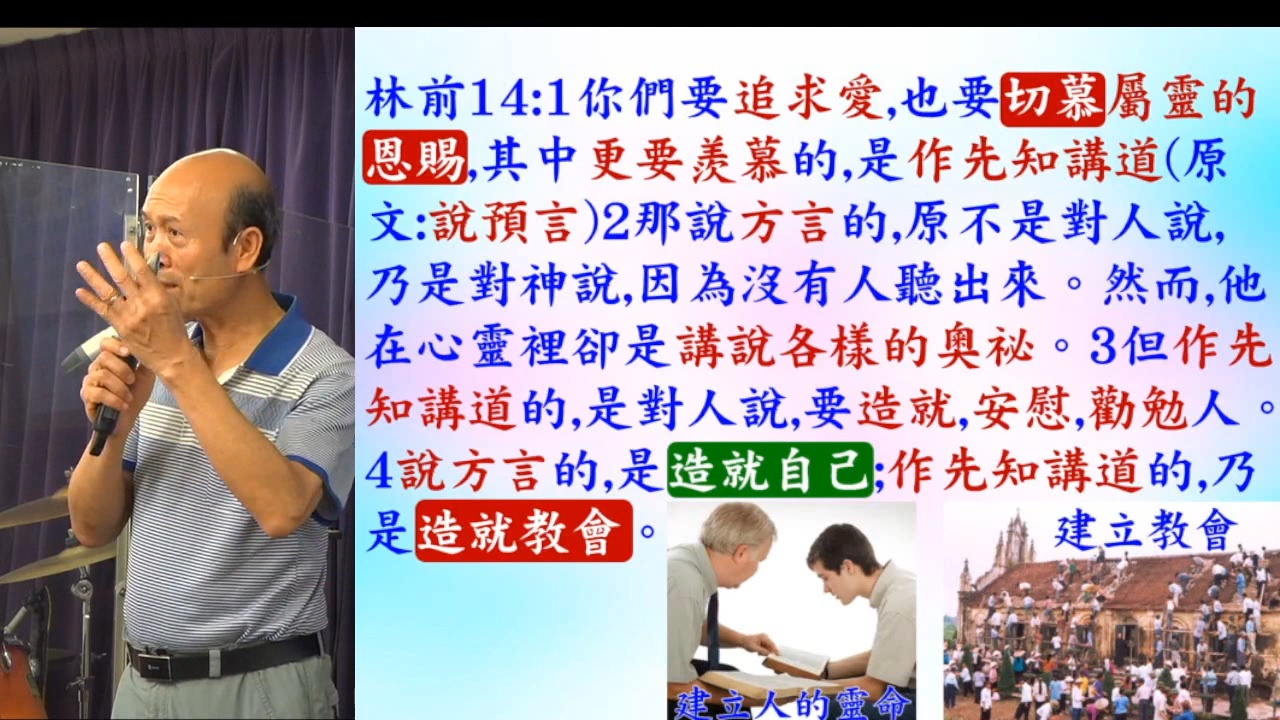 林前14:1你們要追求愛,也要切慕屬靈的
恩賜,其中更要羨慕的,是作先知講道(原
文:說預言)2那說方言的,原不是對人說,
乃是對神說,因為沒有人聽出來。然而,他
在心靈裡卻是講說各樣的奧祕。3但作先
知講道的,是對人說,要造就,安慰,勸勉人。
4說方言的,是造就自己;作先知講道的,乃
是造就教會。
建立教會
建立人的靈命